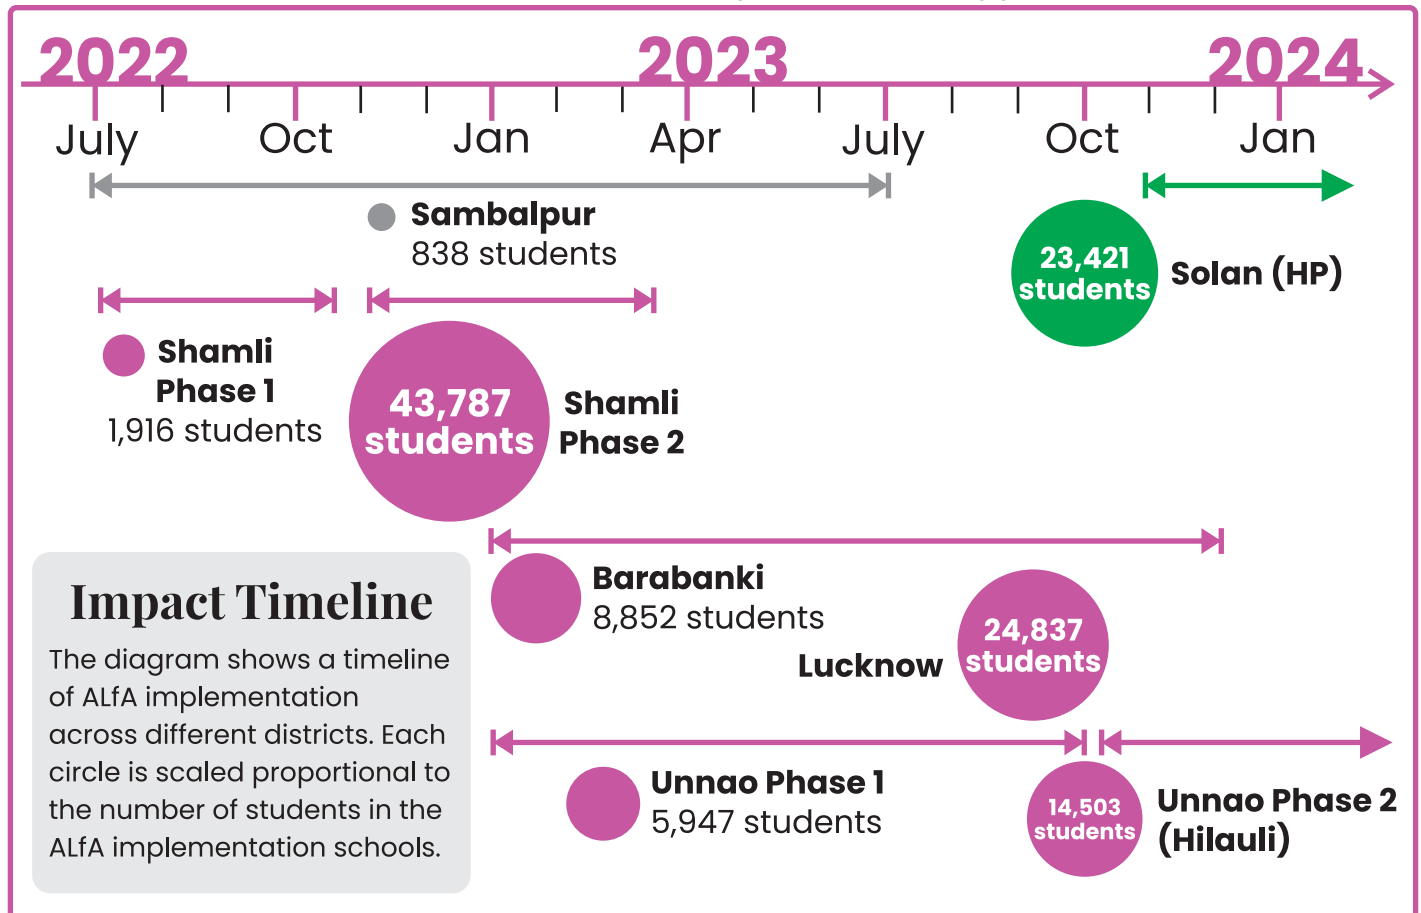 2022 2023 2024
July Oct Jan Apr July Oct Jan
Sambalpur
838 students
23,421
students
Solan (HP)
Shamli
Phase 1
1,916 students
43,787
students
Shamli
Phase 2
Barabanki
8,852 students
Lucknow
24,837
students
Impact Timeline
The diagram shows a timeline
of ALfA implementation
across different districts. Each
circle is scaled proportional to
the number of students in the
ALfA implementation schools.
Unnao Phase 1
5,947 students
14,503
students
Unnao Phase 2
(Hilauli)